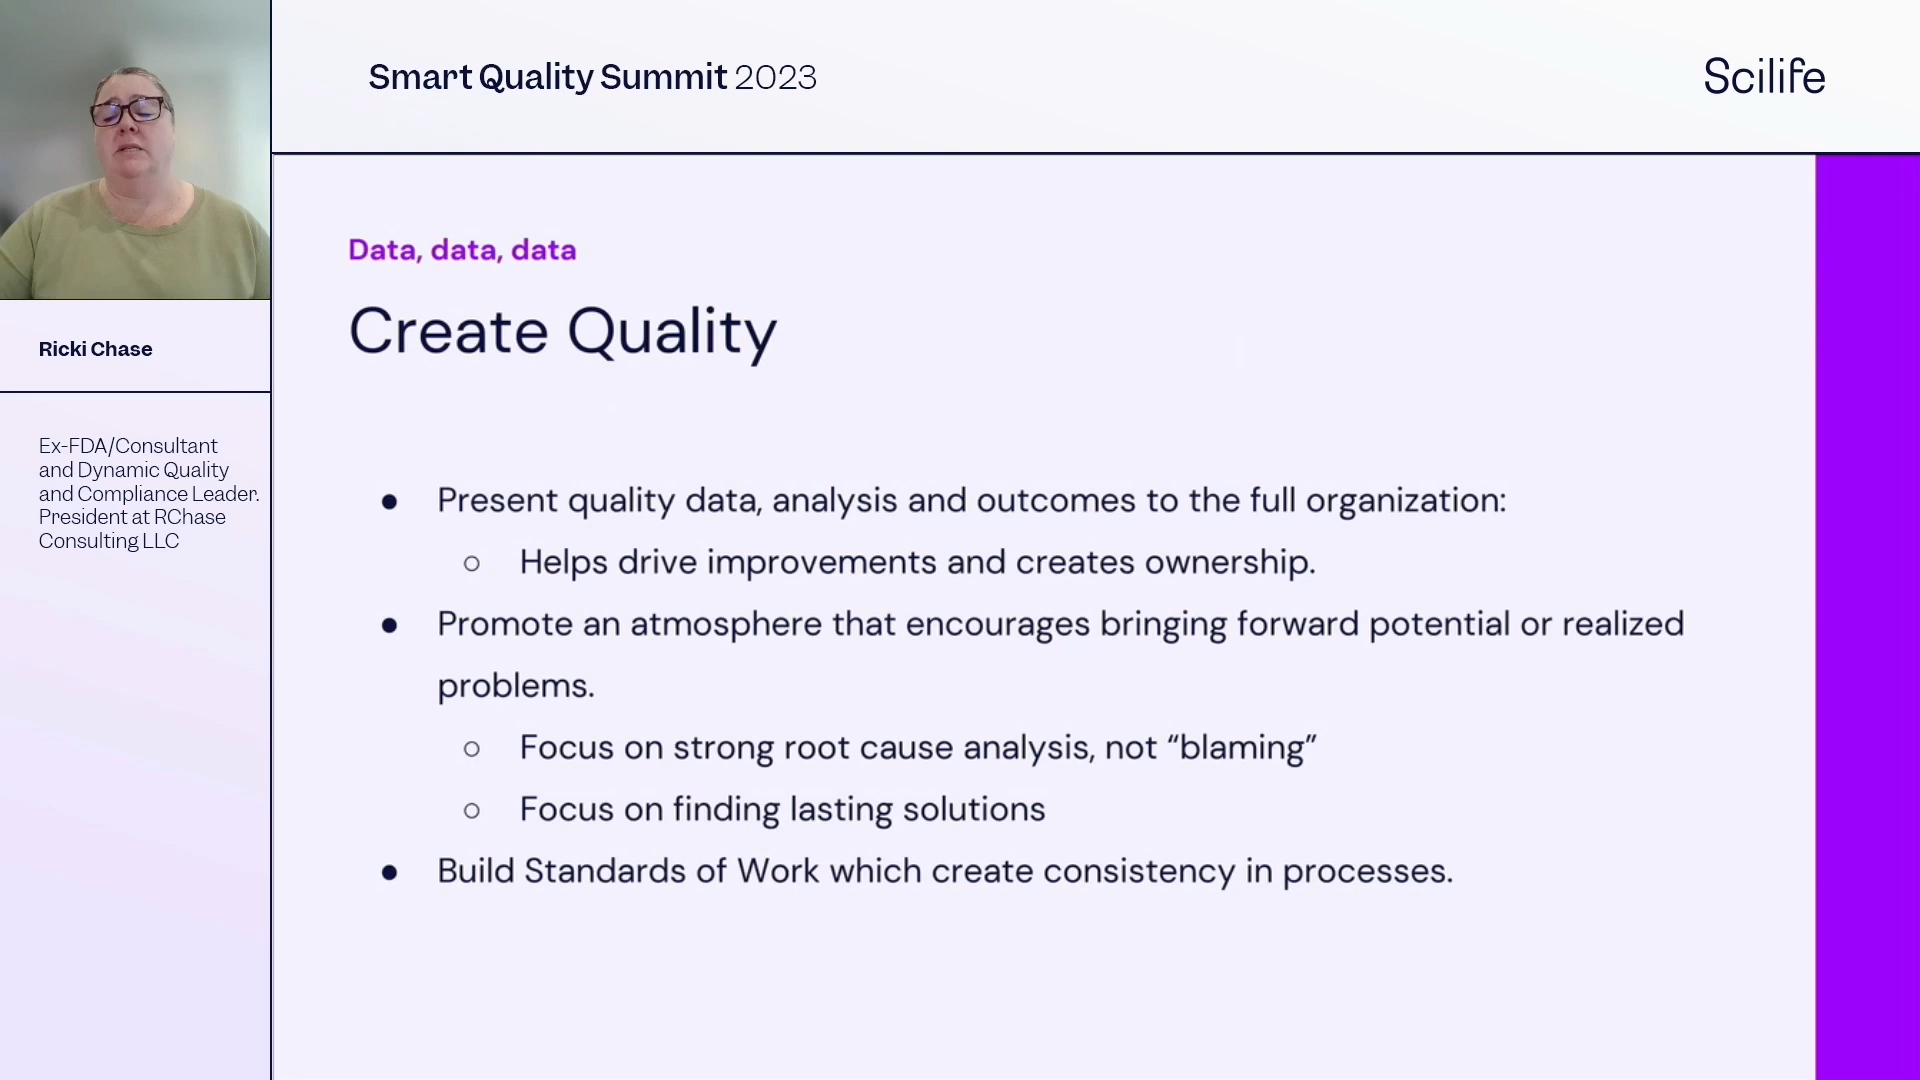 Smart Quality Summit 2023
Scilife
Ricki Chase
Ex-FDA/Consultant
and Dynamic Quality
and Compliance Leader.
President at RChase
Consulting LLC
Data, data, data
Create Quality
● Present quality data, analysis and outcomes to the full organization:
○ Helps drive improvements and creates ownership.
● Promote an atmosphere that encourages bringing forward potential or realized
problems.
○ Focus on strong root cause analysis, not “blaming”
○ Focus on finding lasting solutions
● Build Standards of Work which create consistency in processes.